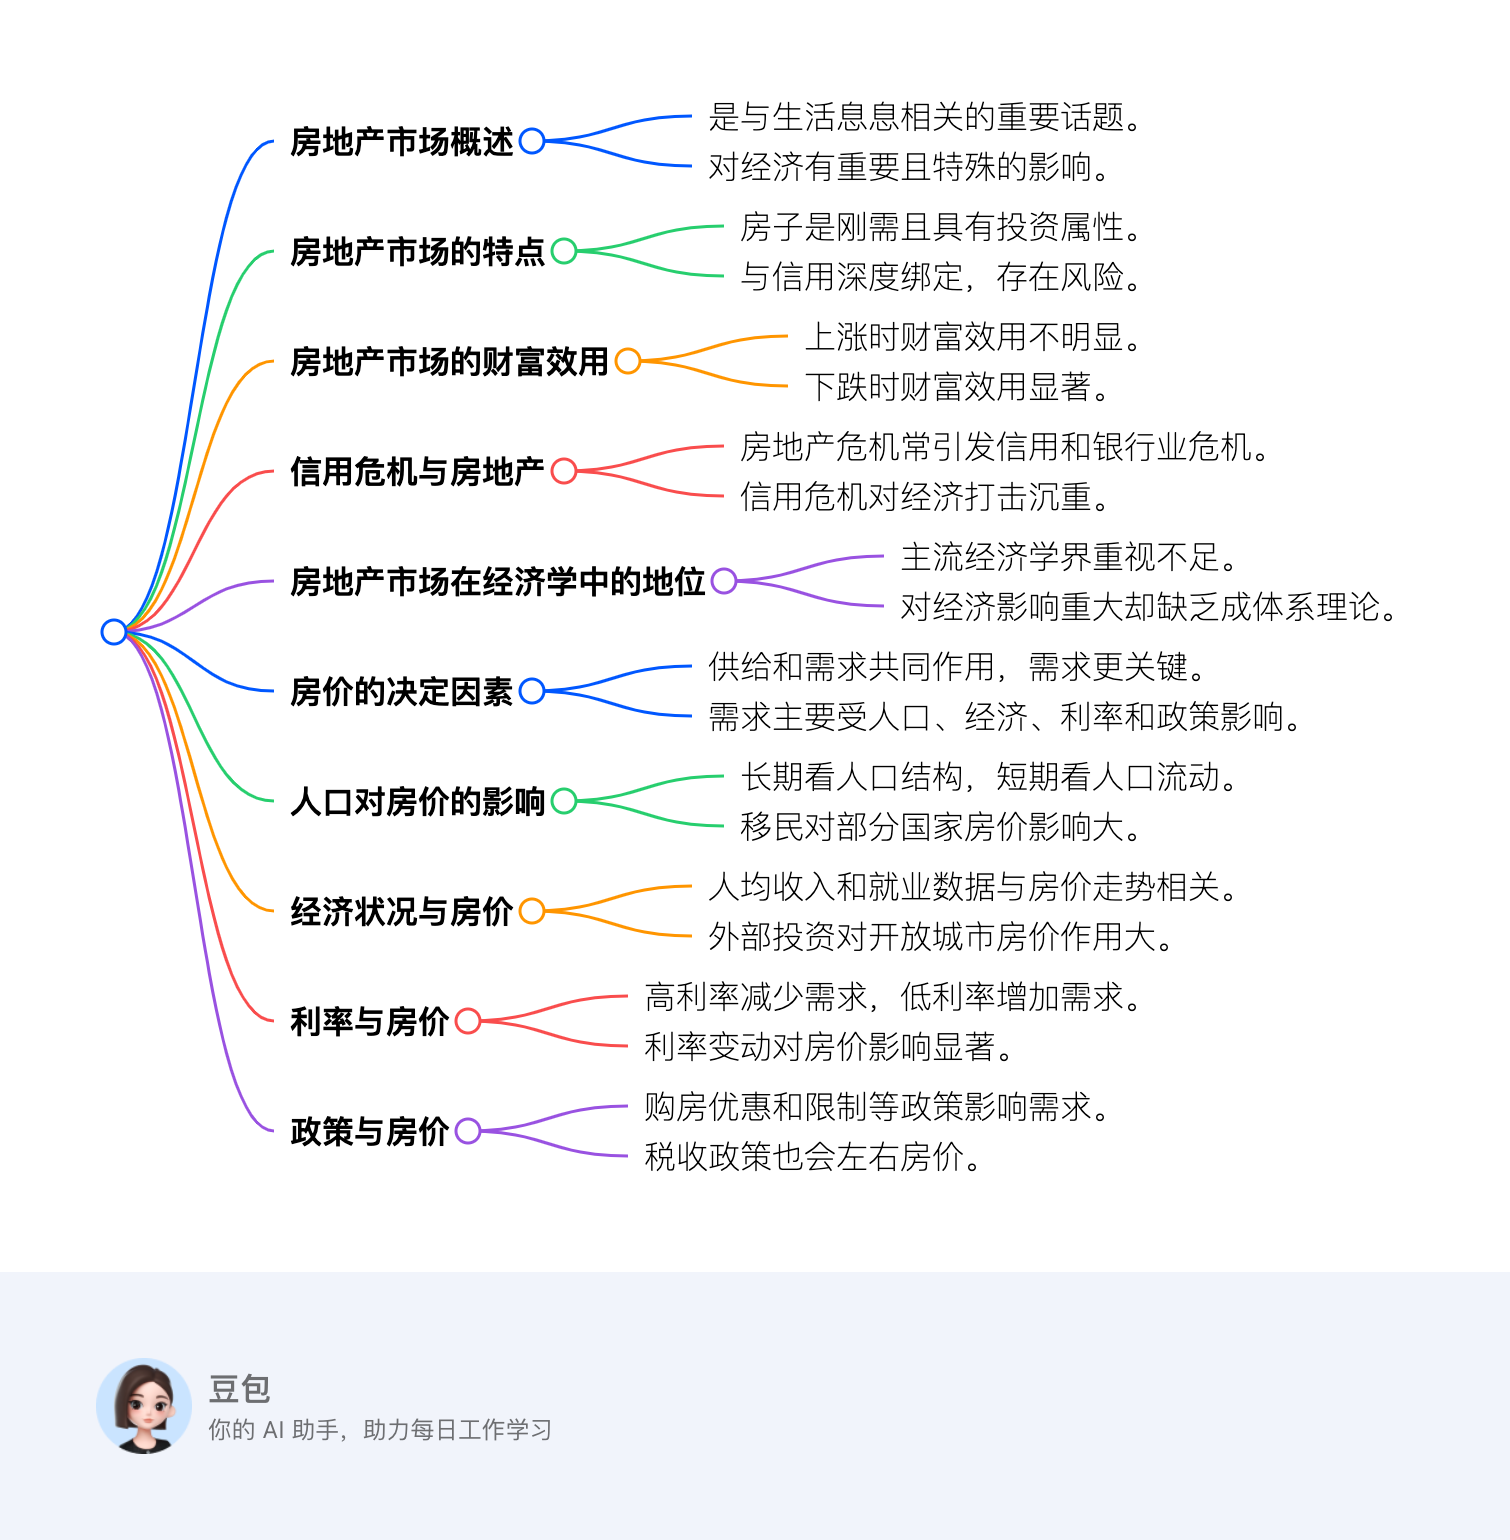 房地产市场概述
是与生活息息相关的重要话题。
对经济有重要且特殊的影响。
房地产市场的特点
房子是刚需且具有投资属性。
与信用深度绑定，存在风险。
房地产市场的财富效用
上涨时财富效用不明显。
下跌时财富效用显著。
信用危机与房地产
房地产危机常引发信用和银行业危机。
信用危机对经济打击沉重。
房地产市场在经济学中的地位
主流经济学界重视不足。
对经济影响重大却缺乏成体系理论。
房价的决定因素
供给和需求共同作用，需求更关键。
需求主要受人口、经济、利率和政策影响。
人口对房价的影响
长期看人口结构，短期看人口流动。
移民对部分国家房价影响大。
经济状况与房价
人均收入和就业数据与房价走势相关。
外部投资对开放城市房价作用大。
利率与房价
高利率减少需求，低利率增加需求。
利率变动对房价影响显著。
政策与房价
购房优惠和限制等政策影响需求。
税收政策也会左右房价。
豆包
你的 AI 助手，助力每日工作学习